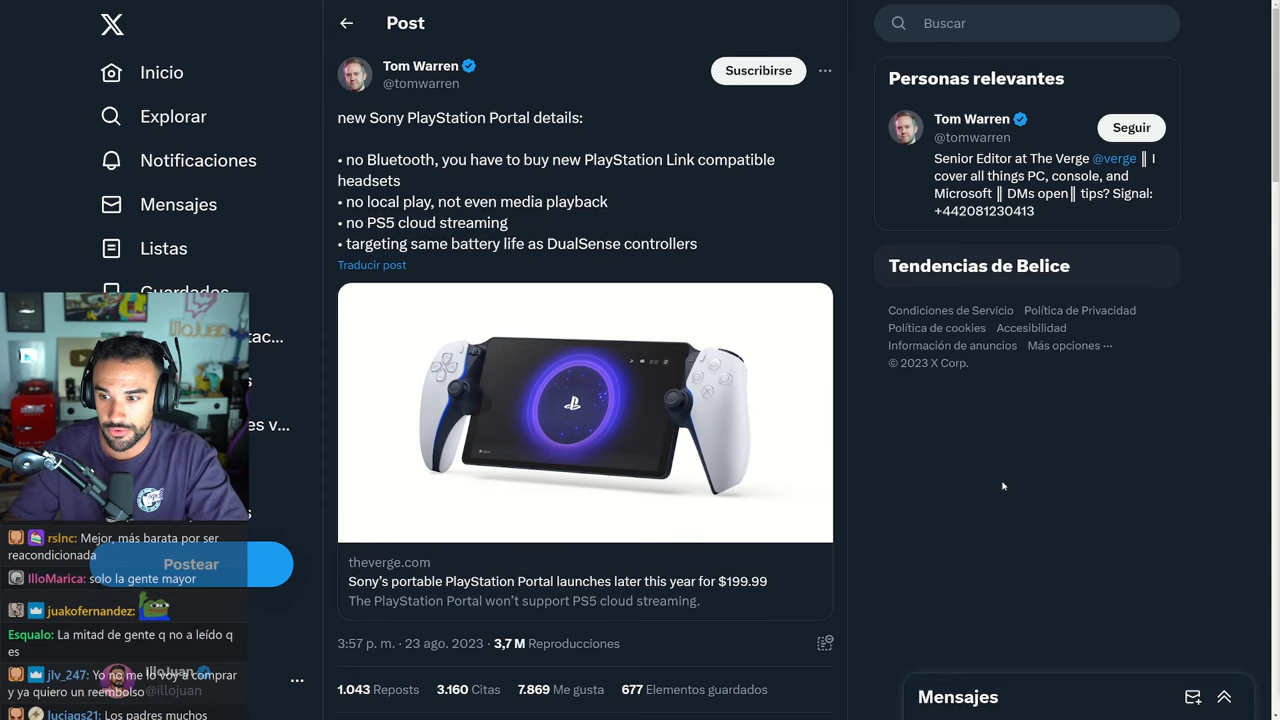 Inicio
Explorar
Notificaciones
Mensajes
Listas
Guardados
tac...
es v...
Postear
IlloJuan
@illojuan
rslnc: Mejor, más barata por ser
reacondicionada
IlloMarica: solo la gente mayor
juakofernandez:
Esqualo: La mitad de gente q no a leído q
es
jlv_247: Yo no me lo voy a comprar
y ya quiero un reembolso
luciags21: Los padres muchos
Post
Tom Warren
@tomwarren
Suscribirse
new Sony PlayStation Portal details:
• no Bluetooth, you have to buy new PlayStation Link compatible
headsets
• no local play, not even media playback
• no PS5 cloud streaming
• targeting same battery life as DualSense controllers
Traducir post
theverge.com
Sony's portable PlayStation Portal launches later this year for $199.99
The PlayStation Portal won't support PS5 cloud streaming.
3:57 p. m. · 23 ago. 2023 · 3,7 M Reproducciones
1.043 Reposts 3.160 Citas 7.869 Me gusta 677 Elementos guardados
Buscar
Personas relevantes
Tom Warren
@tomwarren
Seguir
Senior Editor at The Verge @verge ║ I
cover all things PC, console, and
Microsoft ║ DMs open║ tips? Signal:
+442081230413
Tendencias de Belice
Condiciones de Servicio Política de Privacidad
Política de cookies Accesibilidad
Información de anuncios Más opciones ···
© 2023 X Corp.
Mensajes